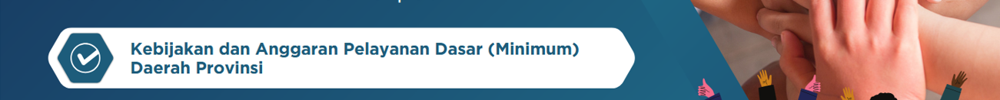 Kebijakan dan Anggaran Pelayanan Dasar (Minimum)
Daerah Provinsi